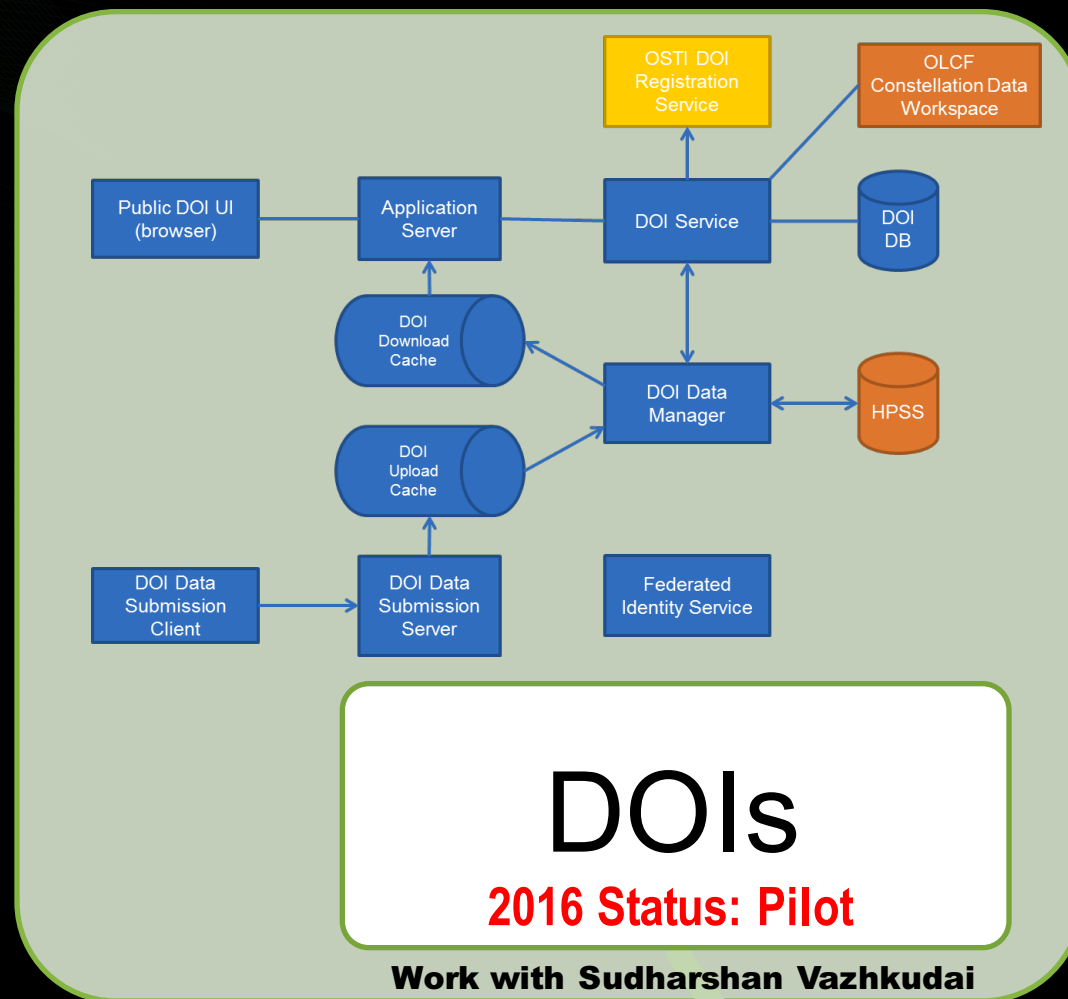 OSTI DOI
Registration
Service
OLCF
Constellation Data
Workspace
Public DOI UI
(browser)
Application
Server
DOI Service
DOI
DB
DOI
Download
Cache
DOI Data
Manager
HPSS
DOI
Upload
Cache
DOI Data
Submission
Client
DOI Data
Submission
Server
Federated
Identity Service
DOIs
2016 Status: Pilot
Work with Sudharshan Vazhkudai